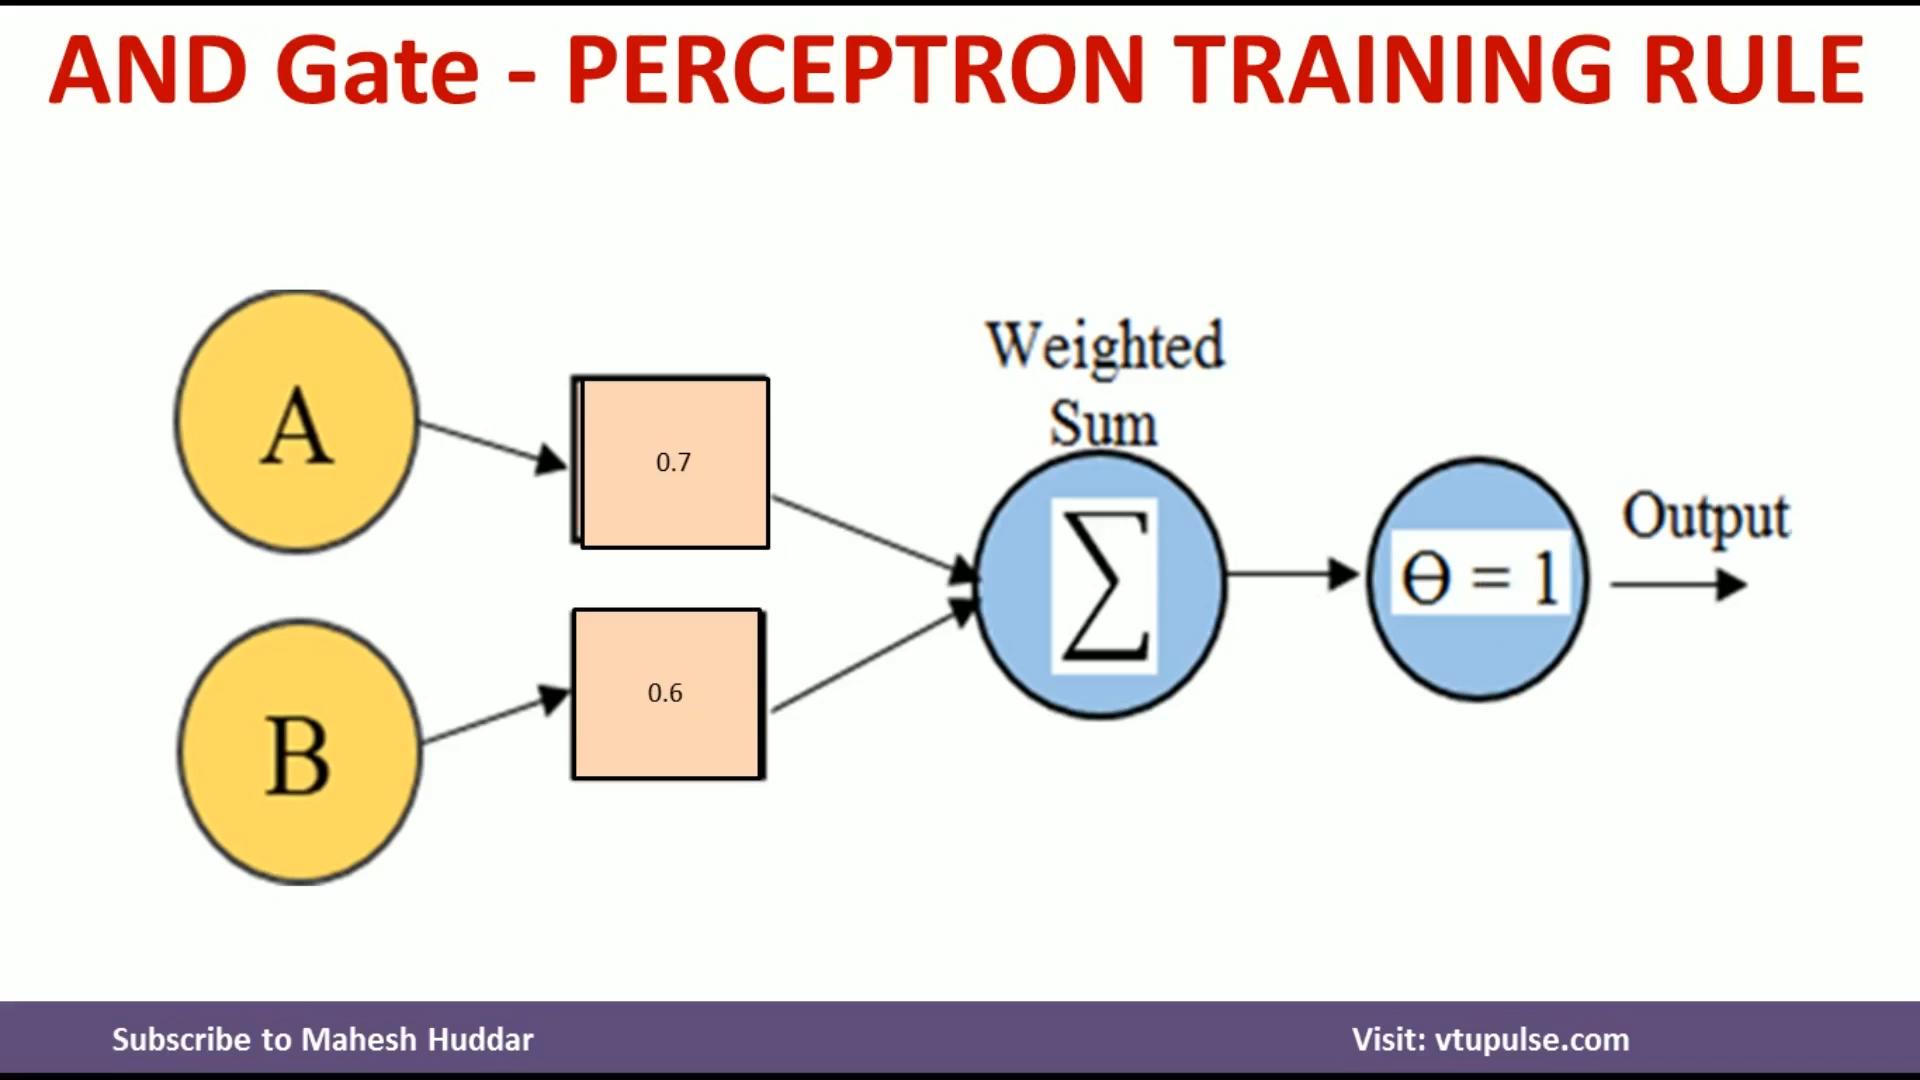 AND Gate - PERCEPTRON TRAINING RULE
Weighted
Sum
A
0.7
∑
Ɵ = 1
Output
B
0.6
Subscribe to Mahesh Huddar
Visit: vtupulse.com